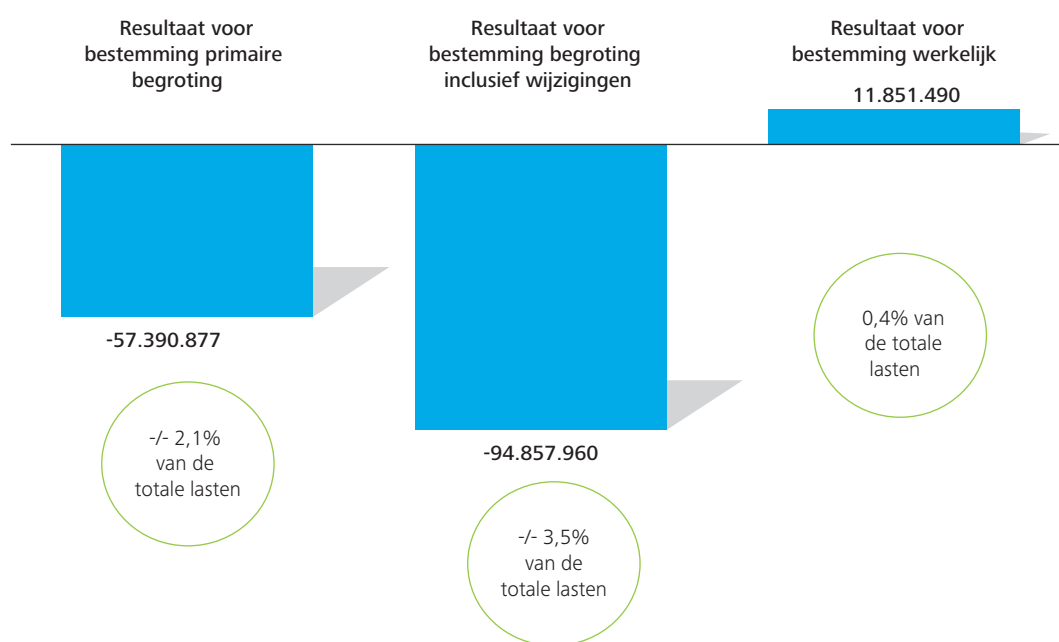 Resultaat voor
bestemming primaire
begroting
-57.390.877
-/- 2,1%
van de
totale lasten
Resultaat voor
bestemming begroting
inclusief wijzigingen
-94.857.960
-/- 3,5%
van de
totale lasten
Resultaat voor
bestemming werkelijk
11.851.490
0,4% van
de totale
lasten